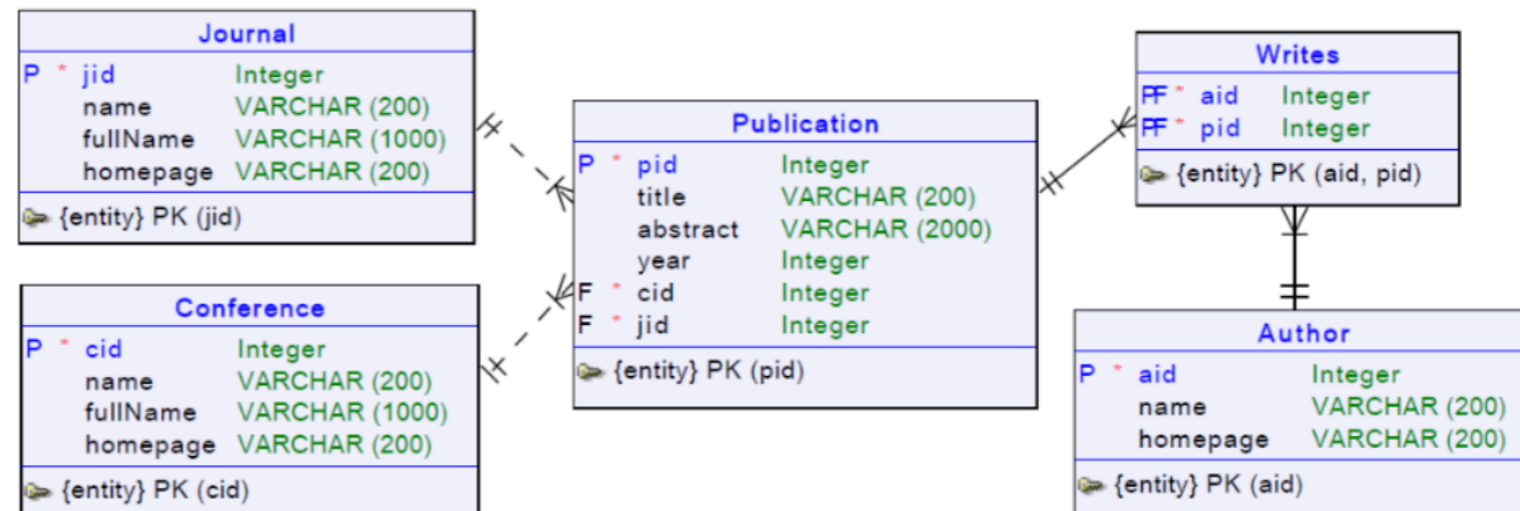 Journal
P * jid Integer
name VARCHAR (200)
fullName VARCHAR (1000)
homepage VARCHAR (200)
{entity} PK (jid)
Conference
P * cid Integer
name VARCHAR (200)
fullName VARCHAR (1000)
homepage VARCHAR (200)
{entity} PK (cid)
Publication
P * pid Integer
title VARCHAR (200)
abstract VARCHAR (2000)
year Integer
F * cid Integer
F * jid Integer
{entity} PK (pid)
Writes
PF * aid Integer
PF * pid Integer
{entity} PK (aid, pid)
Author
P * aid Integer
name VARCHAR (200)
homepage VARCHAR (200)
{entity} PK (aid)